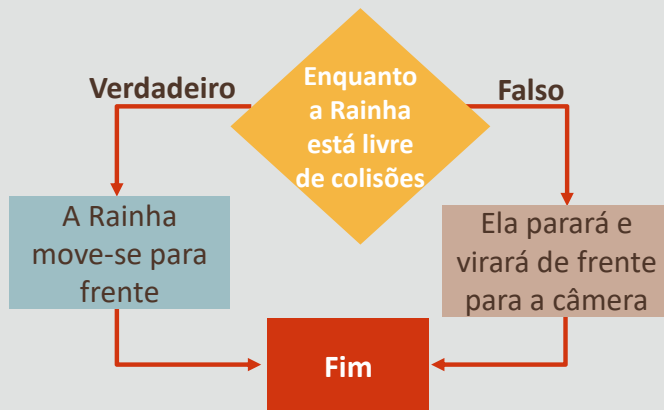 Enquanto
a Rainha
está livre
de colisões
Verdadeiro
Falso
A Rainha
move-se para
frente
Ela parará e
virará de frente
para a câmera
Fim